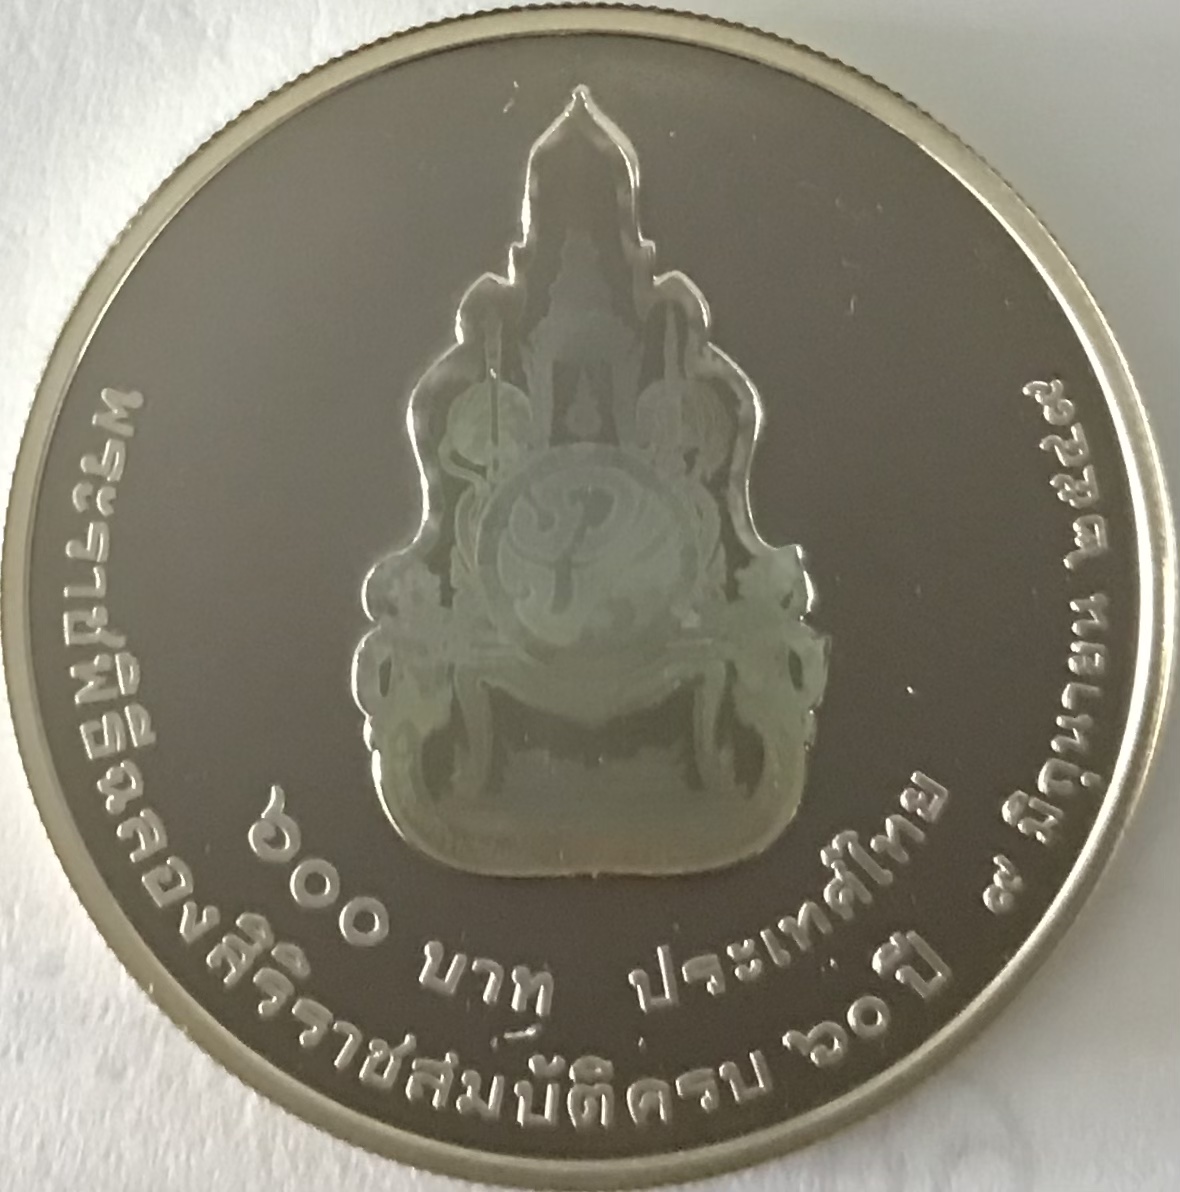 พระราชพิธีฉลองสิริราชสมบัติครบ ๖๐ ปี ๙ มิถุนายน ๒๕๔๙
๖๐๐ บาท ประเทศไทย